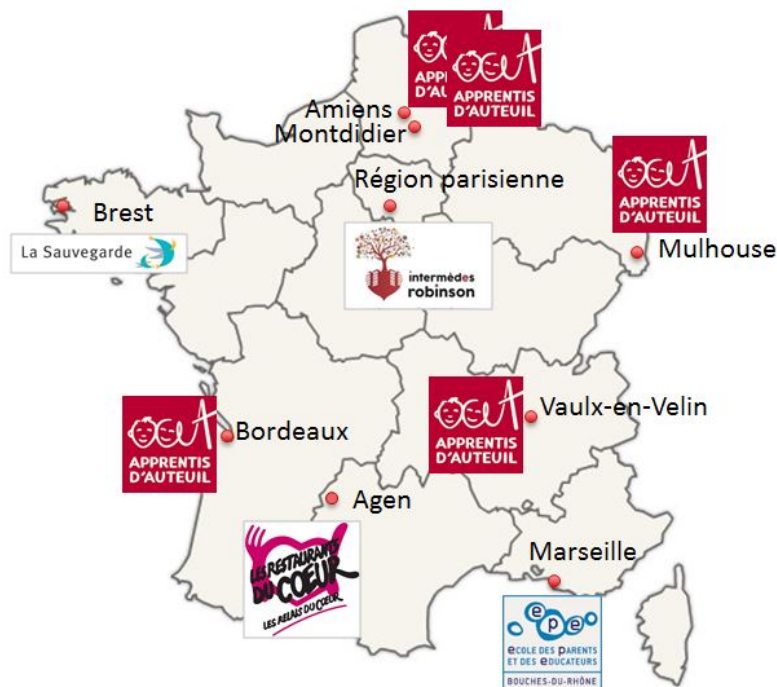 APPRENTIS
D'AUTEUIL
APPRENTIS
D'AUTEUIL
Amiens
Montdidier
APPRENTIS
D'AUTEUIL
Région parisienne
Brest
La Sauvegarde
Mulhouse
intermèdes
robinson
Vaulx-en-Velin
APPRENTIS
D'AUTEUIL
Bordeaux
APPRENTIS
D'AUTEUIL
Agen
LES RESTAURANTS
DU CŒUR
LES RELAIS DU CŒUR
Marseille
epe
ecole des parents
et des educateurs
BOUCHES-DU-RHÔNE